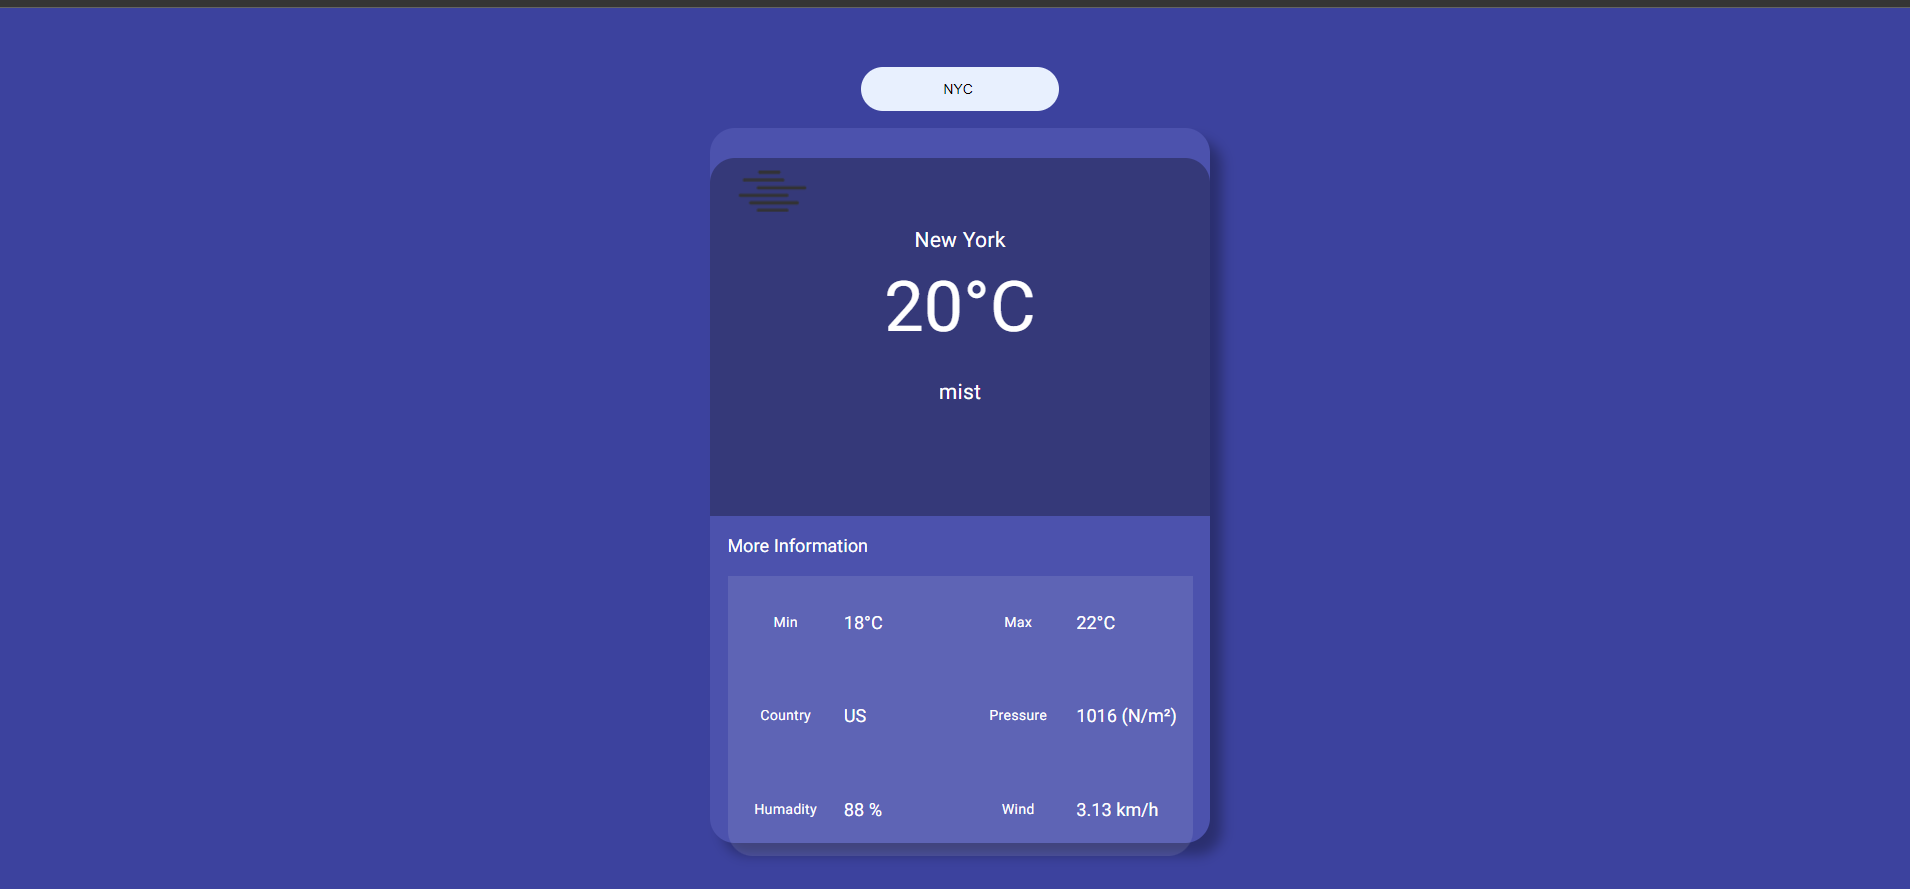 NYC
New York
20°C
mist
More Information
Min 18°C Max 22°C
Country US Pressure 1016 (N/m²)
Humadity 88 % Wind 3.13 km/h